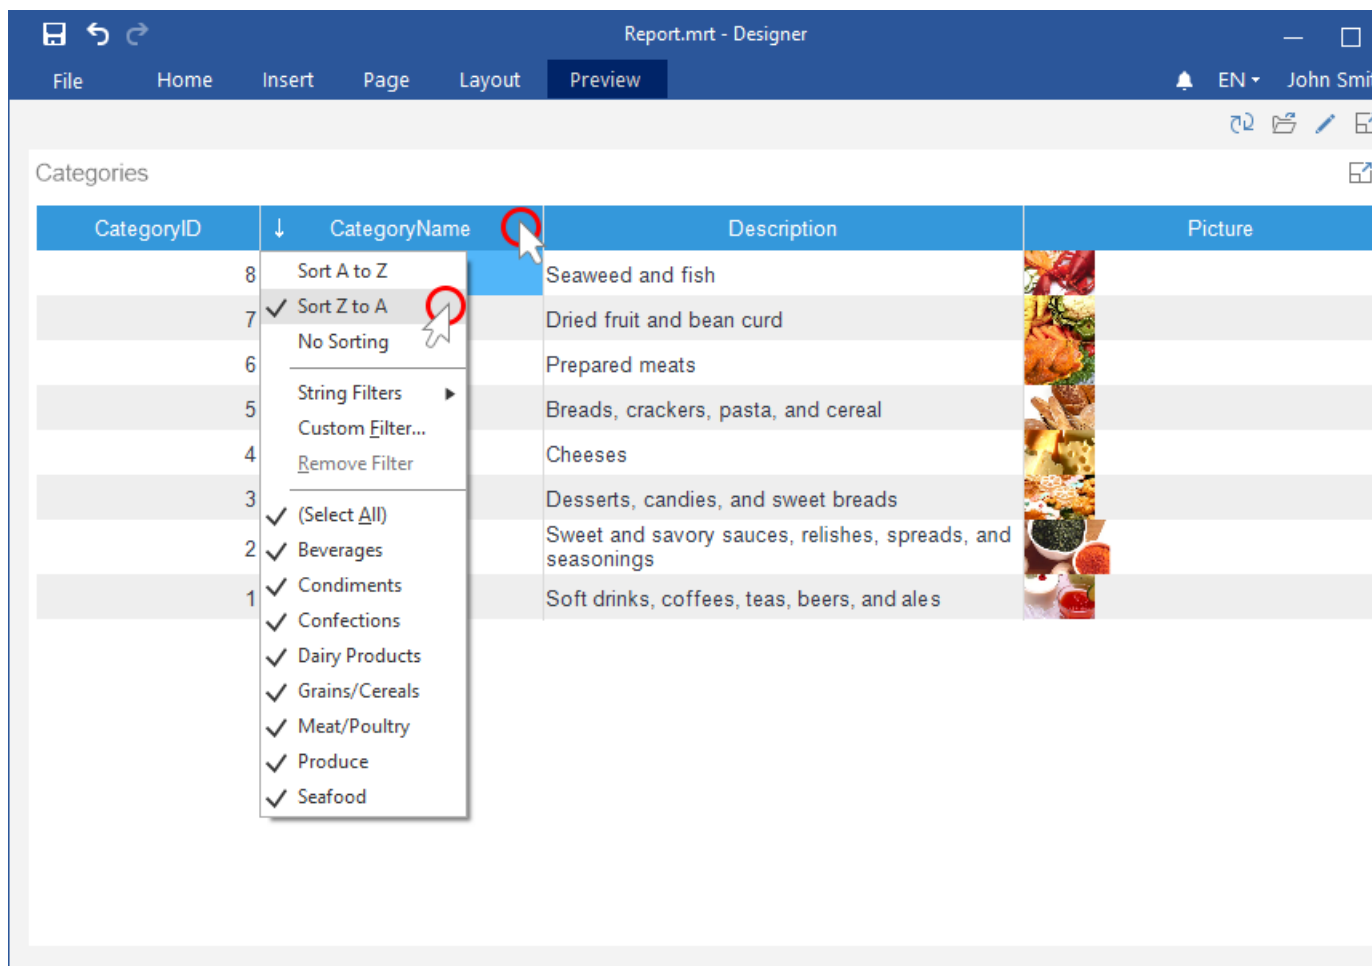 Report.mrt - Designer
File Home Insert Page Layout Preview EN John Smi
Categories
CategoryID ↓ CategoryName Description Picture
8 Seaweed and fish
7 Dried fruit and bean curd
6 Prepared meats
5 Breads, crackers, pasta, and cereal
4 Cheeses
3 Desserts, candies, and sweet breads
2 Sweet and savory sauces, relishes, spreads, and
seasonings
1 Soft drinks, coffees, teas, beers, and ales
Sort A to Z
Sort Z to A
No Sorting
String Filters
Custom Filter...
Remove Filter
(Select All)
Beverages
Condiments
Confections
Dairy Products
Grains/Cereals
Meat/Poultry
Produce
Seafood